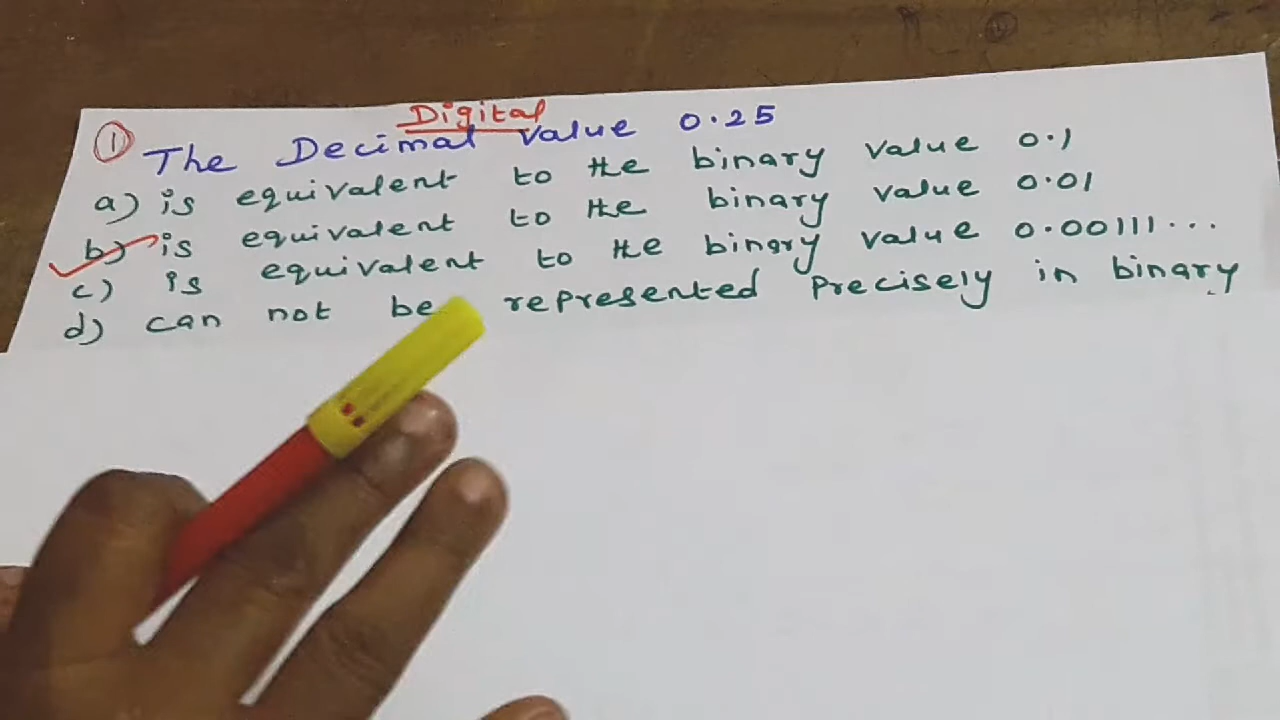 Digital
① The Decimal value 0.25
a) is equivalent to the binary value 0.1
b) is equivalent to the binary value 0.01
c) is equivalent to the binary value 0.00111...
d) can not be represented precisely in binary